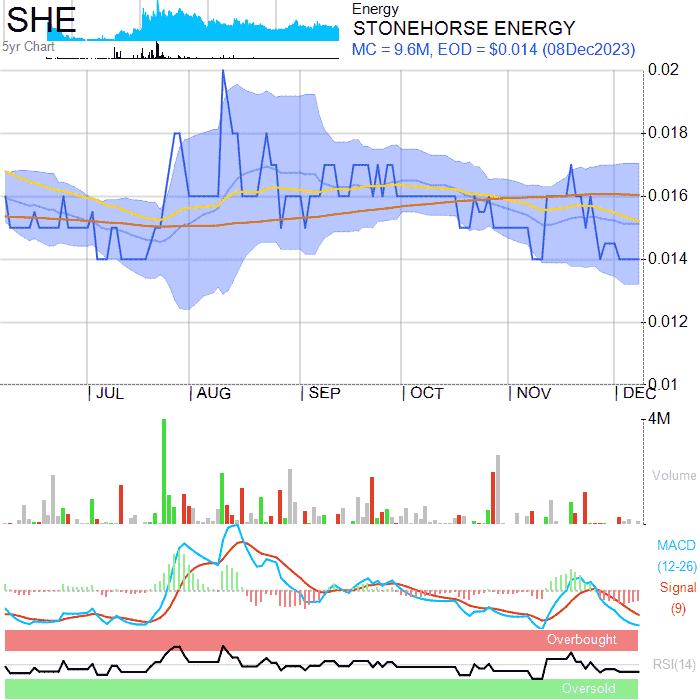 SHE
5yr Chart
Energy
STONEHORSE ENERGY
MC = 9.6M, EOD = $0.014 (08Dec2023)
0.02
0.018
0.016
0.014
0.012
0.01
JUL AUG SEP OCT NOV DEC
4M
Volume
MACD
(12-26)
Signal
(9)
Overbought
RSI(14)
Oversold